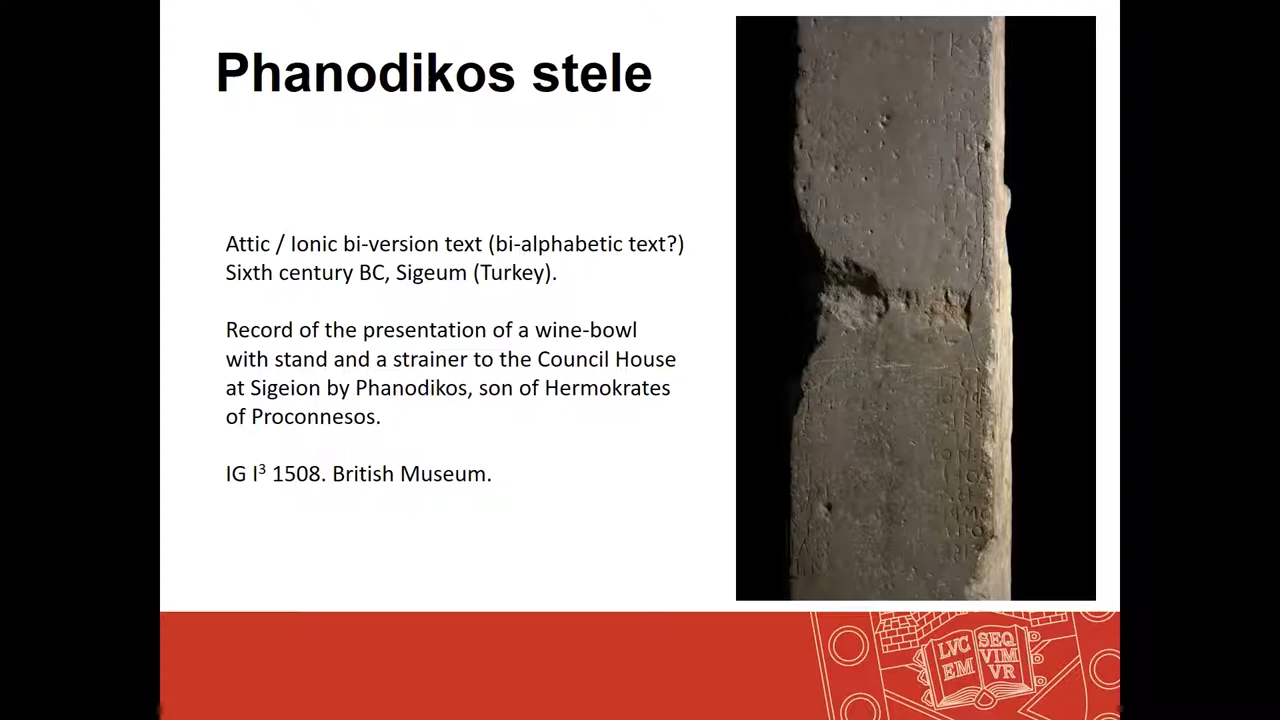 Phanodikos stele
Attic / Ionic bi-version text (bi-alphabetic text?)
Sixth century BC, Sigeum (Turkey).
Record of the presentation of a wine-bowl
with stand and a strainer to the Council House
at Sigeion by Phanodikos, son of Hermokrates
of Proconnesos.
IG I³ 1508. British Museum.
LVC
EM
SEQ
VIM
VR